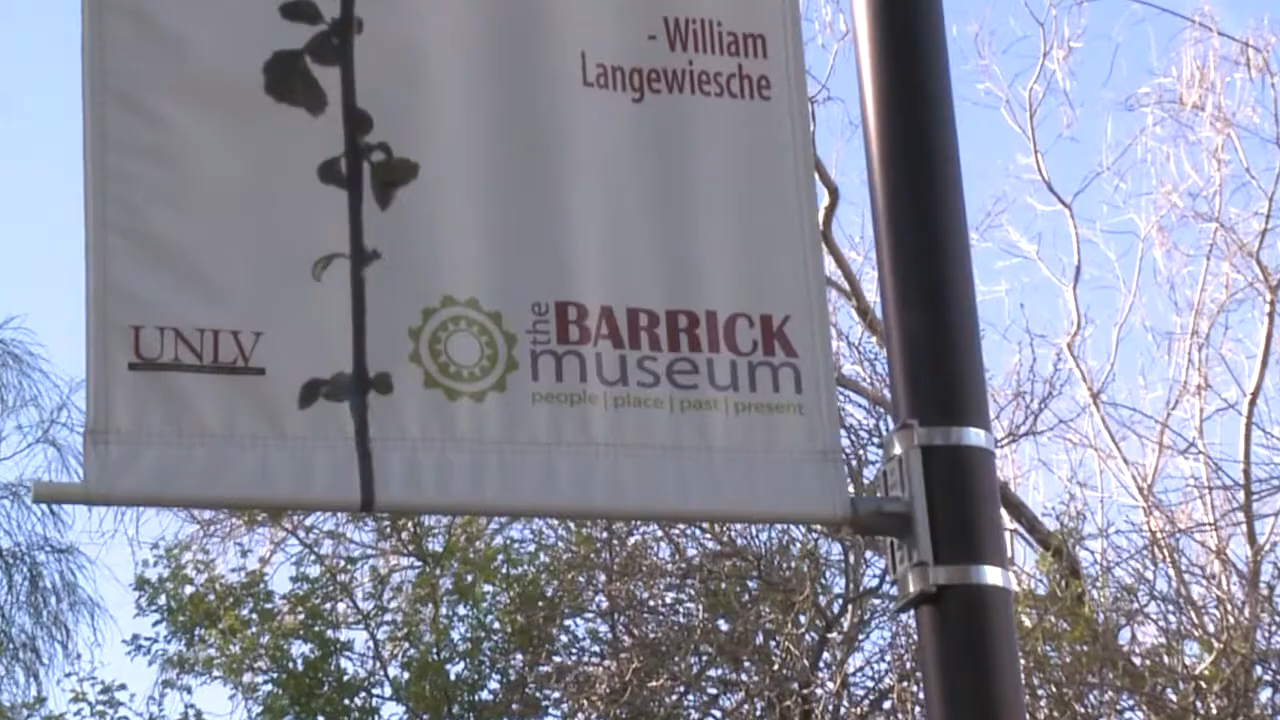 - William
Langewiesche
UNLV
the BARRICK
museum
people | place | past | present